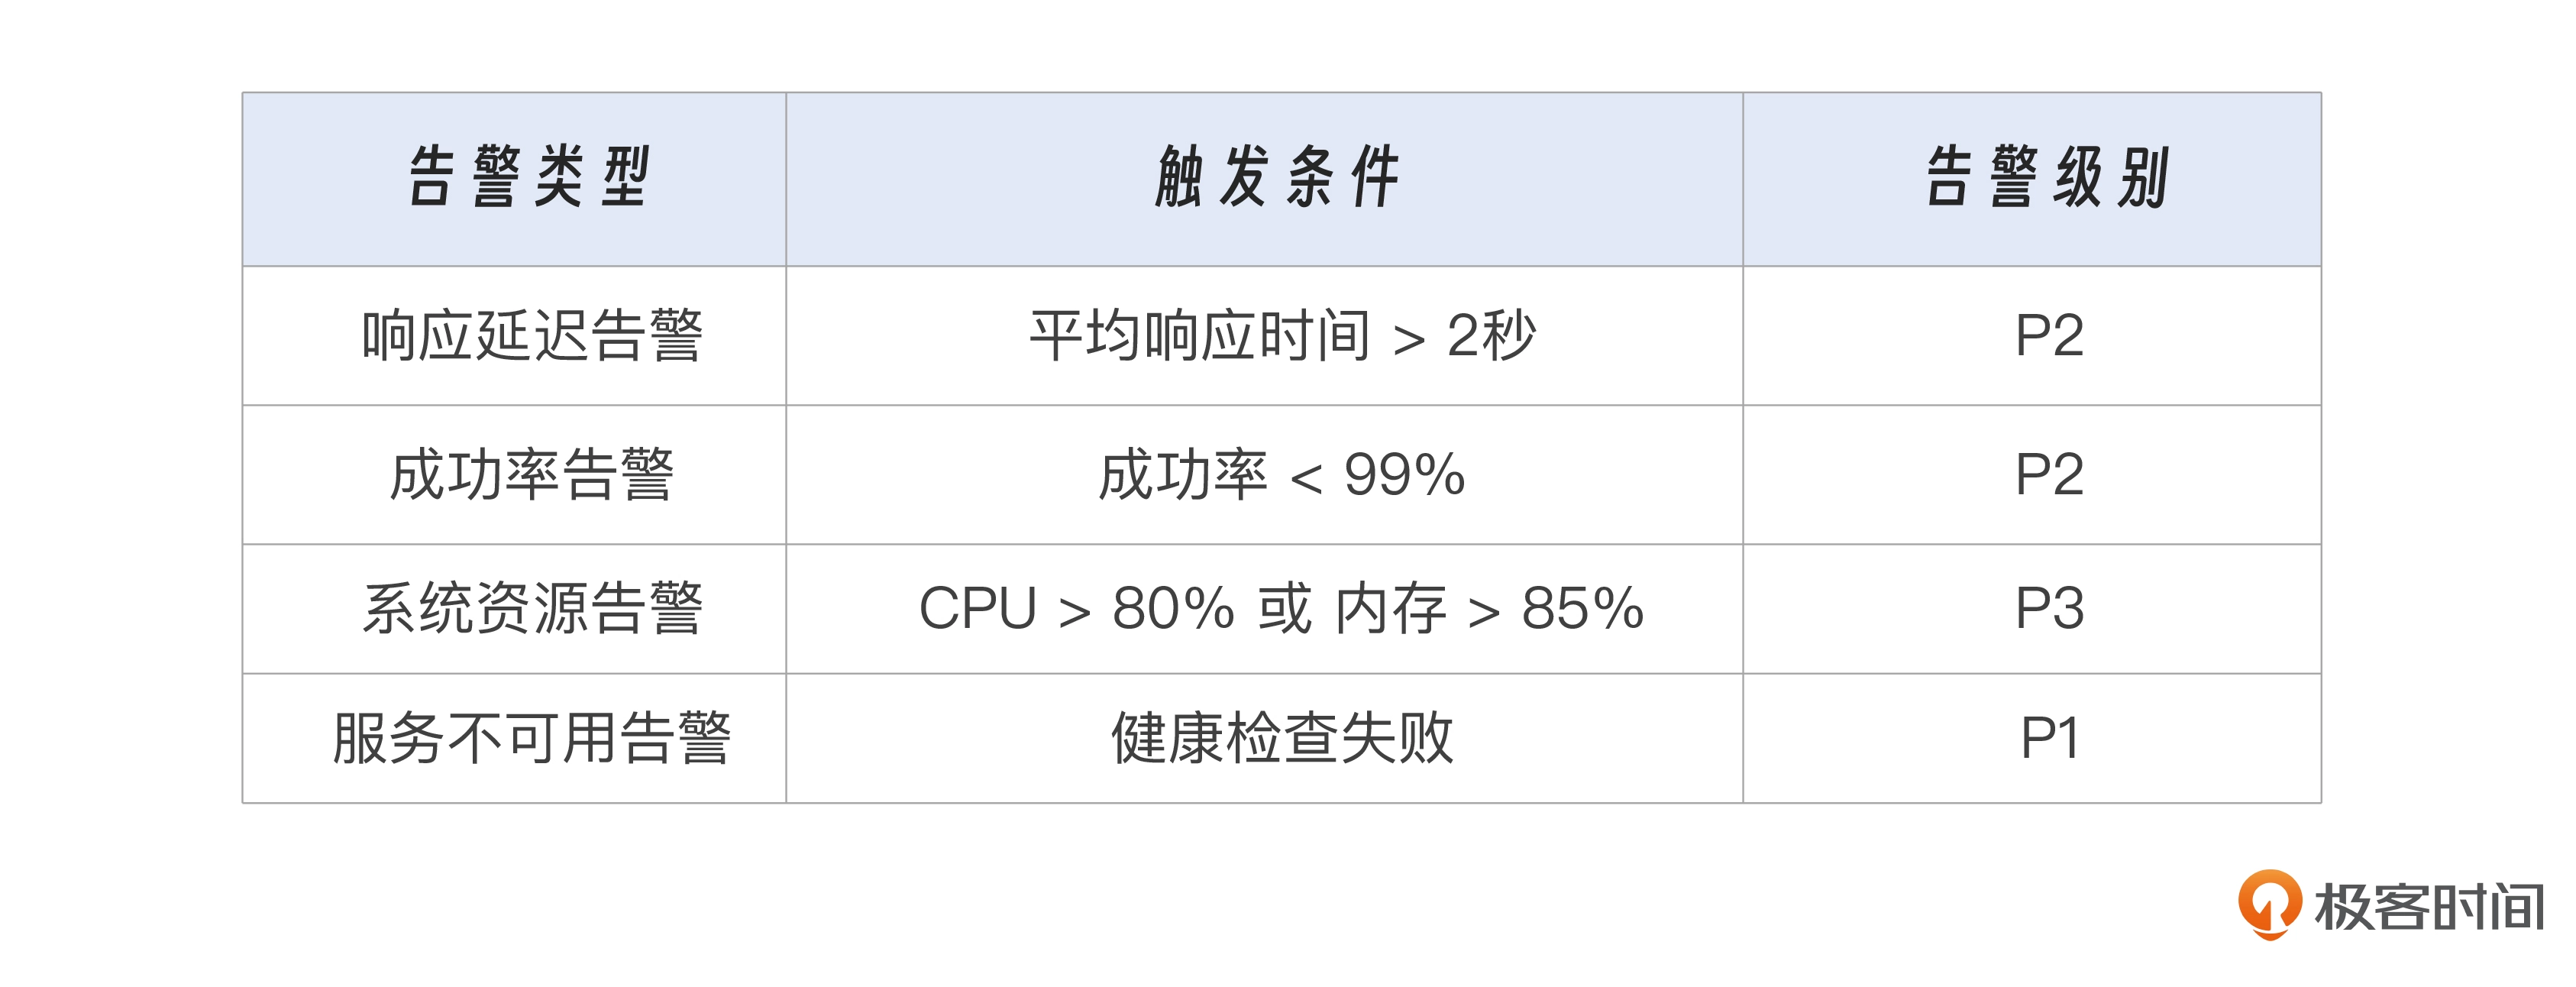 告警类型 触发条件 告警级别
响应延迟告警 平均响应时间 > 2秒 P2
成功率告警 成功率 < 99% P2
系统资源告警 CPU > 80% 或 内存 > 85% P3
服务不可用告警 健康检查失败 P1
极客时间